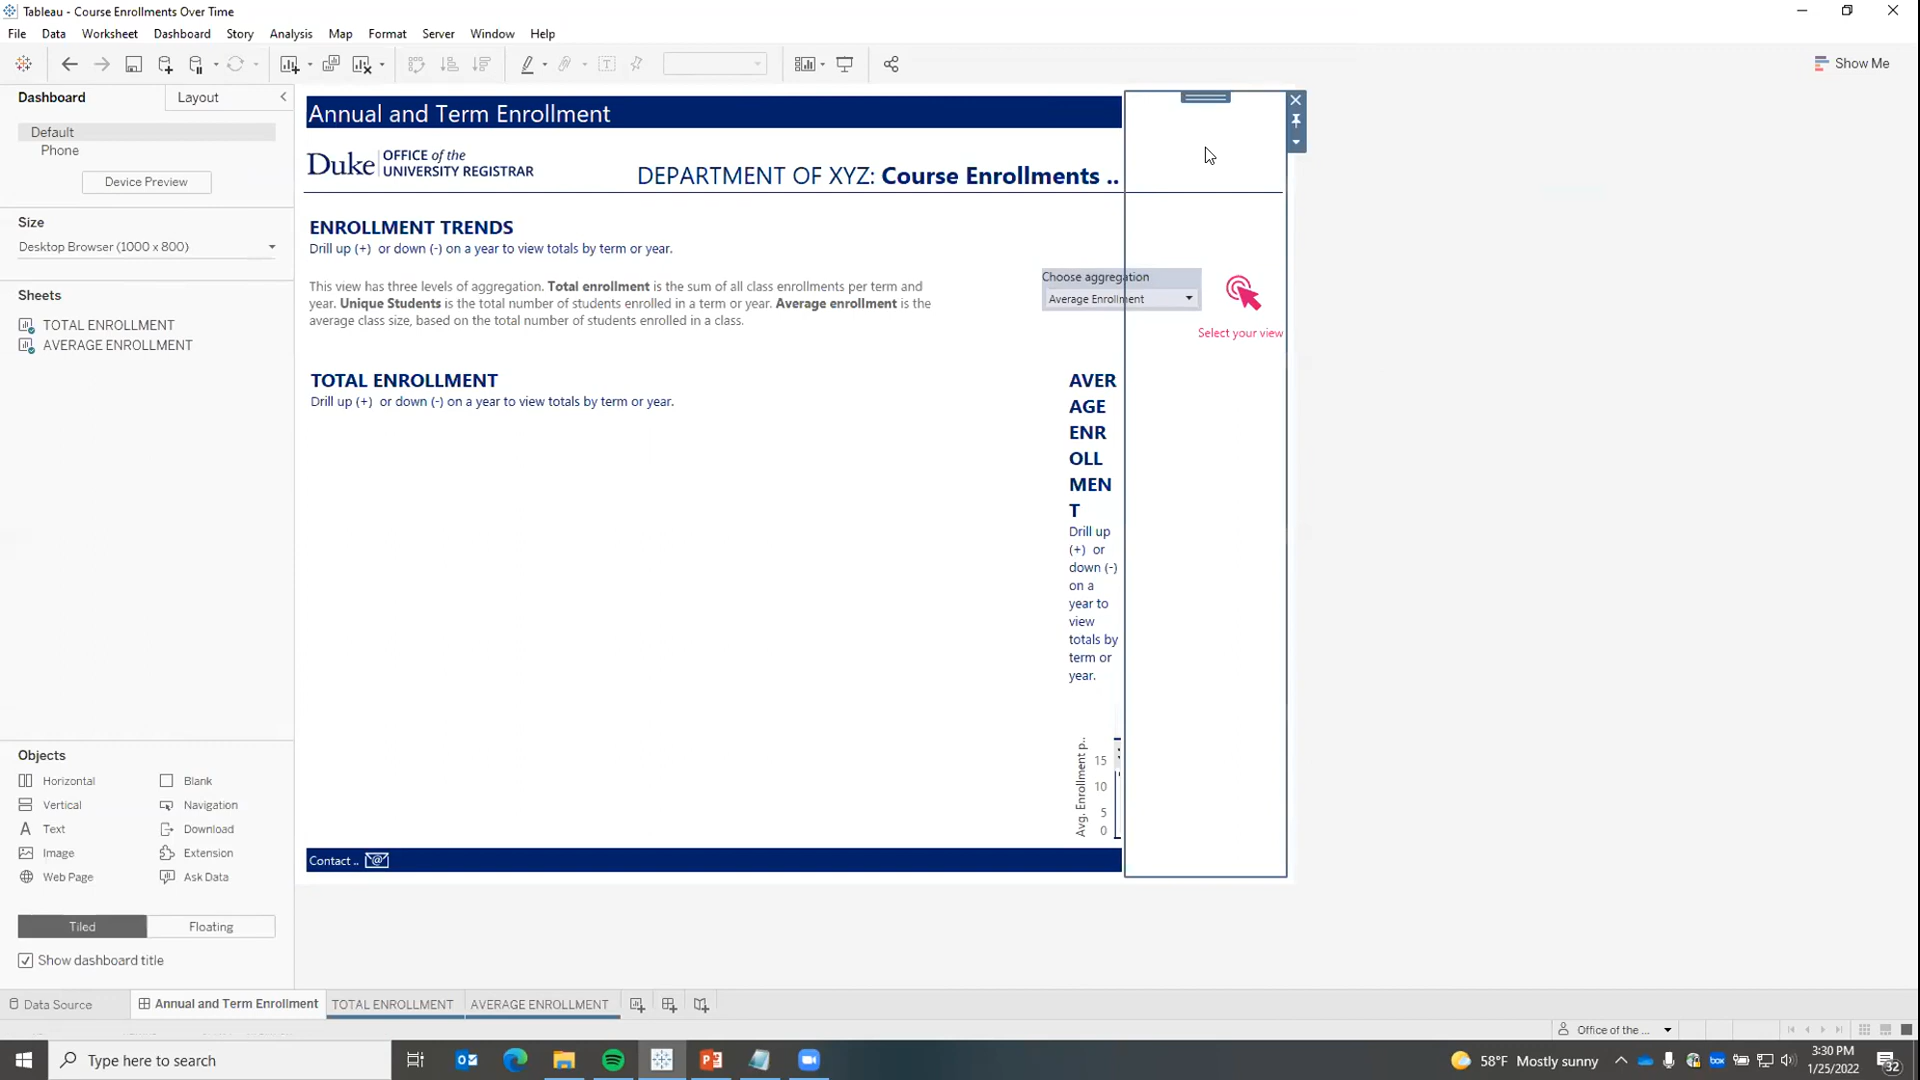 Tableau - Course Enrollments Over Time
File Data Worksheet Dashboard Story Analysis Map Format Server Window Help
Show Me
Dashboard Layout
Default
Phone
Device Preview
Size
Desktop Browser (1000 x 800)
Sheets
TOTAL ENROLLMENT
AVERAGE ENROLLMENT
Objects
Horizontal Blank
Vertical Navigation
Text Download
Image Extension
Web Page Ask Data
Tiled Floating
Show dashboard title
Annual and Term Enrollment
Duke OFFICE of the
UNIVERSITY REGISTRAR
DEPARTMENT OF XYZ: Course Enrollments ..
ENROLLMENT TRENDS
Drill up (+) or down (-) on a year to view totals by term or year.
This view has three levels of aggregation. Total enrollment is the sum of all class enrollments per term and
year. Unique Students is the total number of students enrolled in a term or year. Average enrollment is the
average class size, based on the total number of students enrolled in a class.
Choose aggregation
Average Enrollment
Select your view
TOTAL ENROLLMENT
Drill up (+) or down (-) on a year to view totals by term or year.
AVER
AGE
ENR
OLL
MEN
T
Drill up
(+) or
down (-)
on a
year to
view
totals by
term or
year.
Avg. Enrollment p..
15
10
5
0
Contact ..
Data Source Annual and Term Enrollment TOTAL ENROLLMENT AVERAGE ENROLLMENT
Office of the ...
Type here to search
58°F Mostly sunny
3:30 PM
1/25/2022
32